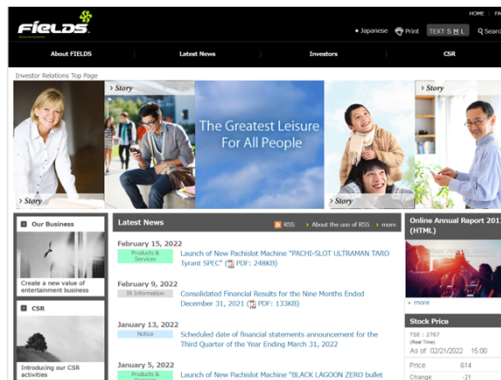 HOME
FIELDS
Japanese
Print
TEXT S M L
Searc
About FIELDS
Latest News
Investors
CSR
Investor Relations Top Page
Story
Story
The Greatest Leisure
For All People
Story
Story
Our Business
Create a new value of
entertainment business
CSR
Introducing our CSR
activities
Latest News
RSS
About the use of RSS
more
February 15, 2022
Products &
Services
Launch of New Pachislot Machine "PACHI-SLOT ULTRAMAN TARO
Tyrant SPEC" ( PDF: 248KB)
February 9, 2022
IR Information
Consolidated Financial Results for the Nine Months Ended
December 31, 2021 ( PDF: 133KB)
January 13, 2022
Notice
Scheduled date of financial statements announcement for the
Third Quarter of the Year Ending March 31, 2022
January 5, 2022
Products &
Launch of New Pachislot Machine "BLACK LAGOON ZERO bullet
Online Annual Report 201
(HTML)
more
Stock Price
TSE : 2767
(Real Time)
As of 02/21/2022 15:00
Price 614
Change -21